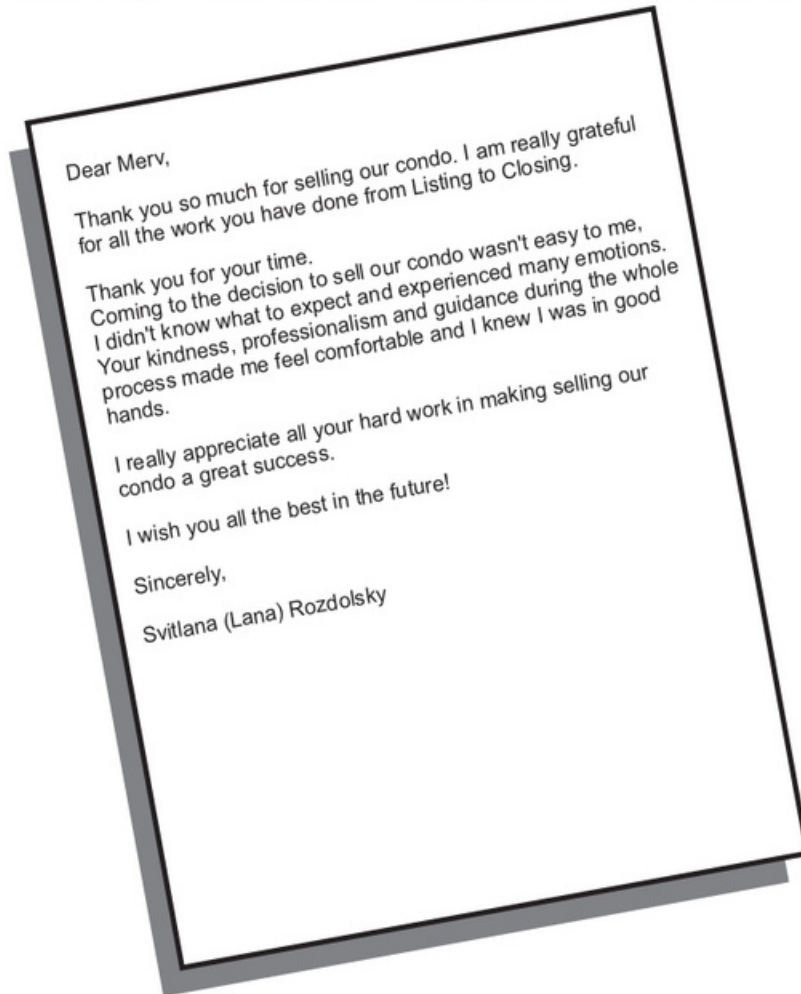 Dear Merv,
Thank you so much for selling our condo. I am really grateful
for all the work you have done from Listing to Closing.
Thank you for your time.
Coming to the decision to sell our condo wasn't easy to me,
I didn't know what to expect and experienced many emotions.
Your kindness, professionalism and guidance during the whole
process made me feel comfortable and I knew I was in good
hands.
I really appreciate all your hard work in making selling our
condo a great success.
I wish you all the best in the future!
Sincerely,
Svitlana (Lana) Rozdolsky